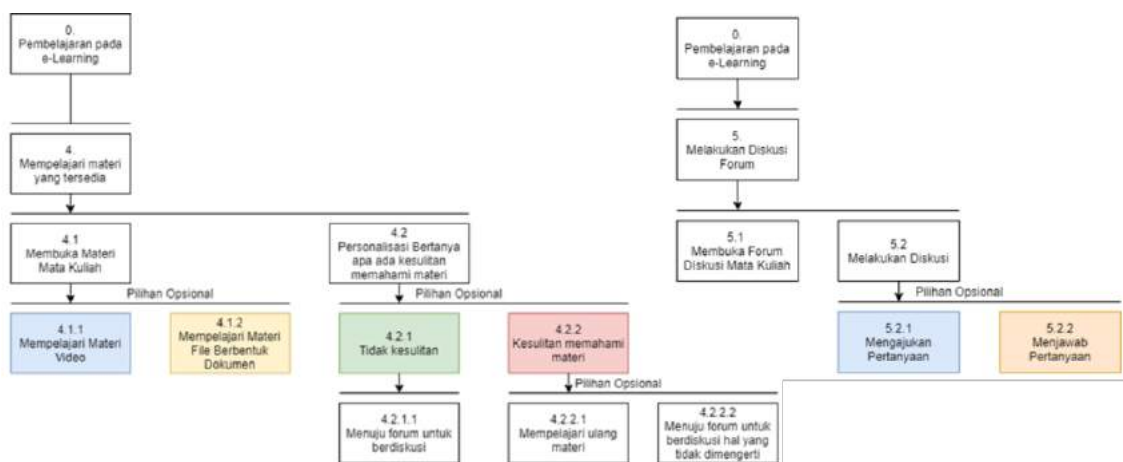 0.
Pembelajaran pada
e-Learning
4.
Mempelajari materi
yang tersedia
4.1
Membuka Materi
Mata Kuliah
4.2
Personalisasi Bertanya
apa ada kesulitan
memahami materi
Pilihan Opsional
4.1.1
Mempelajari Materi
Video
4.1.2
Mempelajari Materi
File Berbentuk
Dokumen
Pilihan Opsional
4.2.1
Tidak kesulitan
4.2.2
Kesulitan memahami
materi
4.2.1.1
Menuju forum untuk
berdiskusi
Pilihan Opsional
4.2.2.1
Mempelajari ulang
materi
4.2.2.2
Menuju forum untuk
berdiskusi hal yang
tidak dimengerti
0.
Pembelajaran pada
e-Learning
5.
Melakukan Diskusi
Forum
5.1
Membuka Forum
Diskusi Mata Kuliah
5.2
Melakukan Diskusi
Pilihan Opsional
5.2.1
Mengajukan
Pertanyaan
5.2.2
Menjawab
Pertanyaan